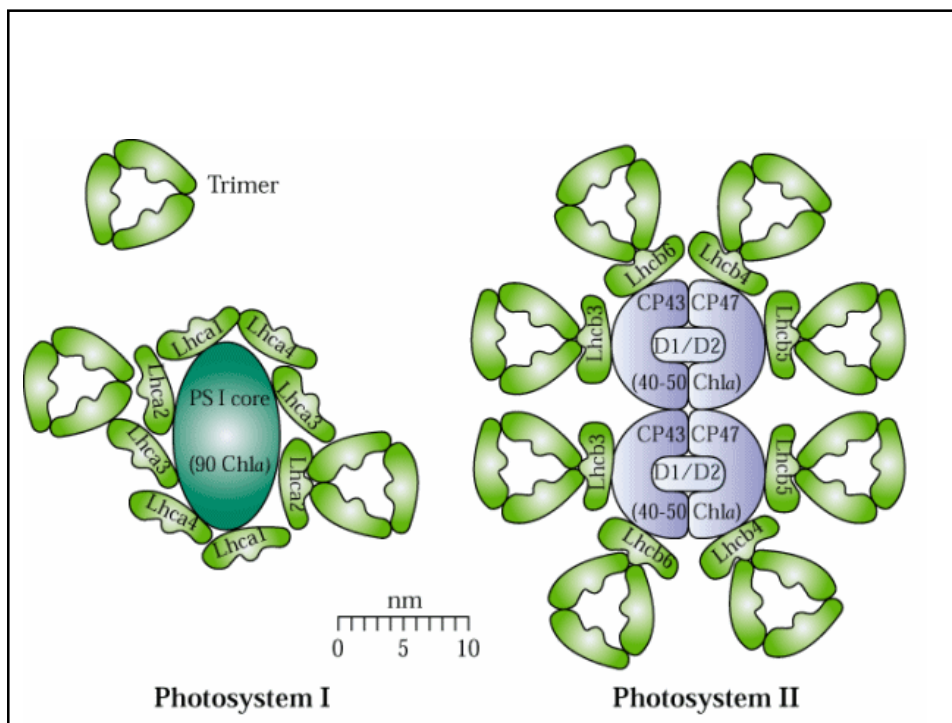 Trimer
Lhca1
Lhca4
Lhca2
PS I core
Lhca3
(90 Chla)
Lhca3
Lhca2
Lhca4
Lhca1
nm
0 5 10
Photosystem I
Lhcb6
Lhcb4
CP43 CP47
Lhcb3
D1/D2
Lhcb5
(40-50 Chla)
CP43 CP47
Lhcb3
D1/D2
Lhcb5
(40-50 Chla)
Lhcb6
Lhcb4
Photosystem II